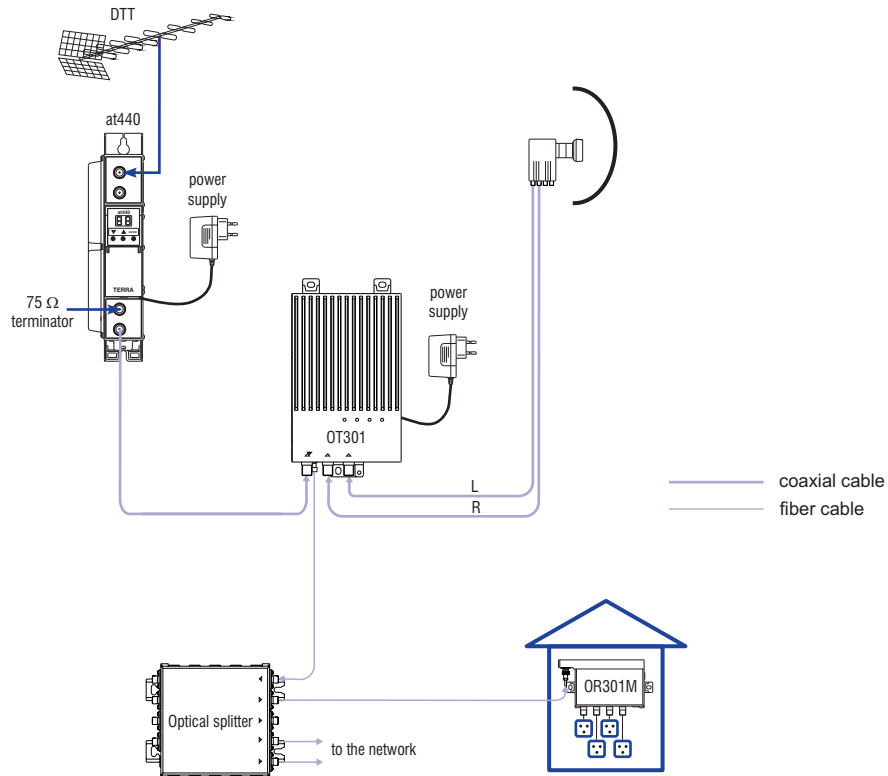 DTT
at440
power
supply
at440
TERRA
75 Ω
terminator
power
supply
OT301
L
R
coaxial cable
fiber cable
OR301M
Optical splitter
to the network